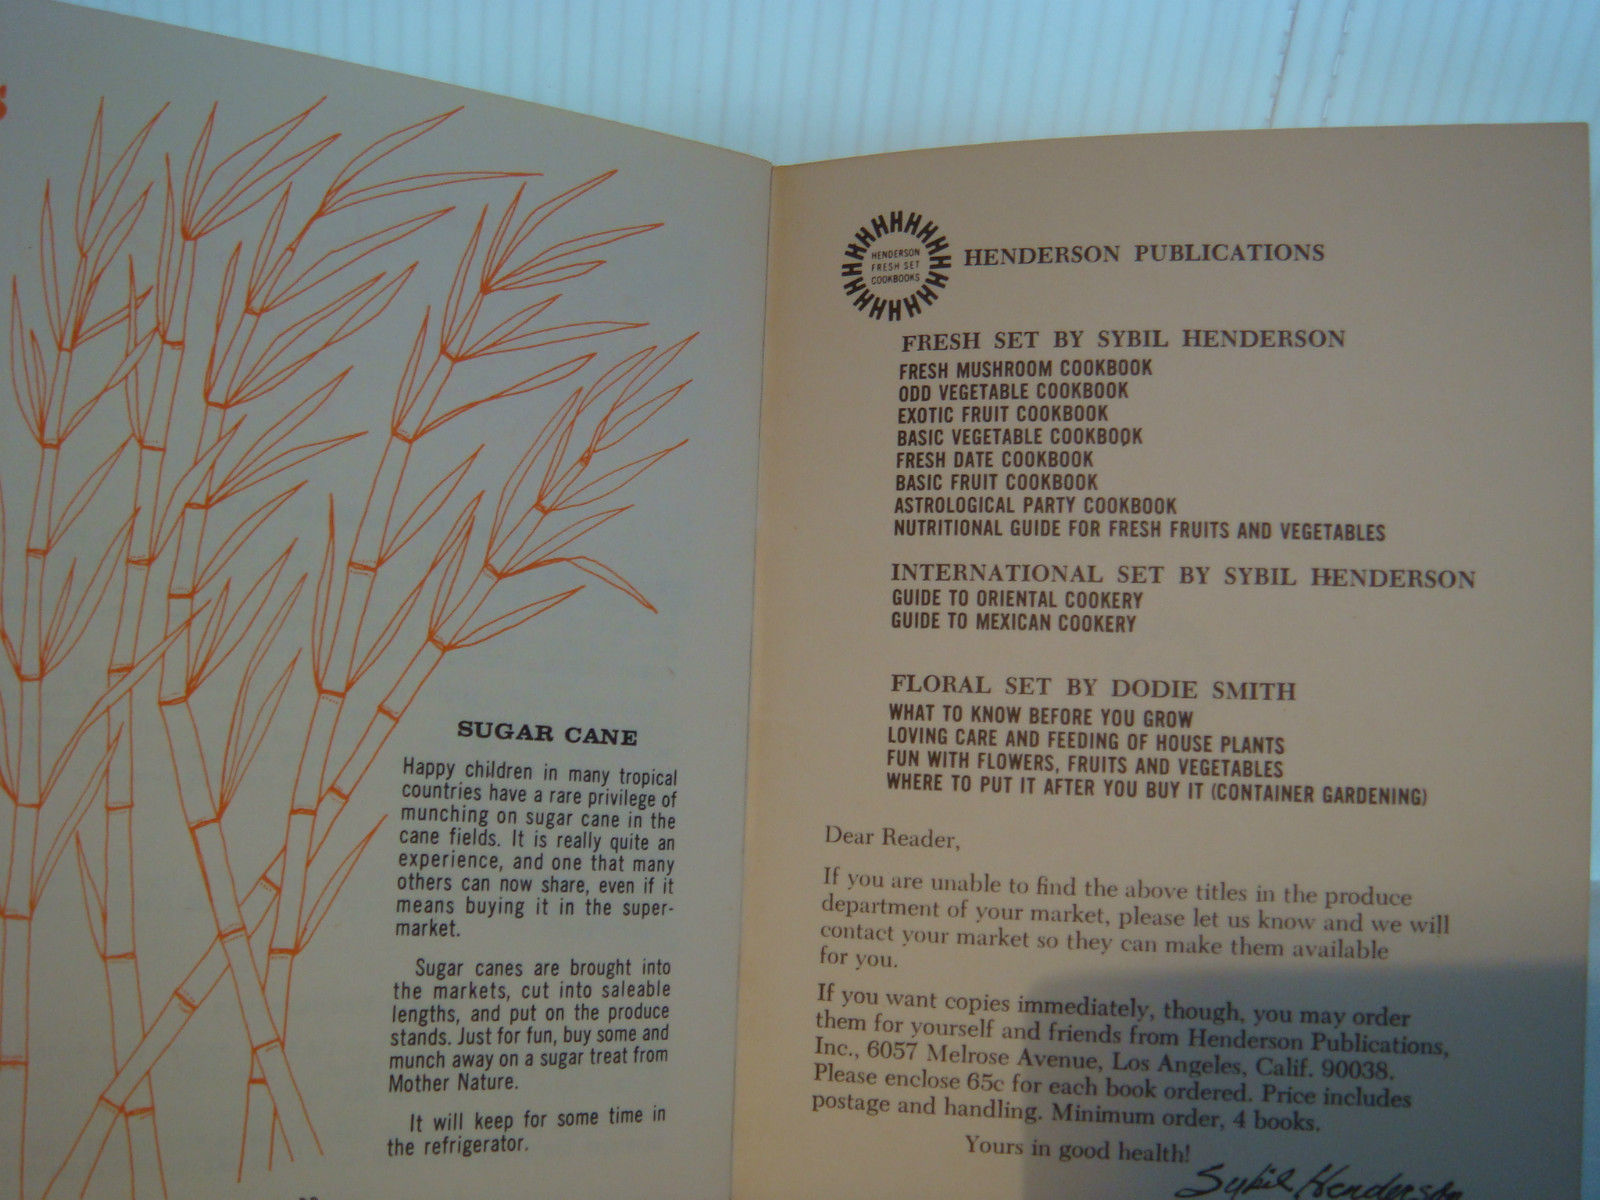 SUGAR CANE
Happy children in many tropical
countries have a rare privilege of
munching on sugar cane in the
cane fields. It is really quite an
experience, and one that many
others can now share, even if it
means buying it in the super-
market.
Sugar canes are brought into
the markets, cut into saleable
lengths, and put on the produce
stands. Just for fun, buy some and
munch away on a sugar treat from
Mother Nature.
It will keep for some time in
the refrigerator.
HENDERSON
FRESH SET
COOKBOOKS
HENDERSON PUBLICATIONS
FRESH SET BY SYBIL HENDERSON
FRESH MUSHROOM COOKBOOK
ODD VEGETABLE COOKBOOK
EXOTIC FRUIT COOKBOOK
BASIC VEGETABLE COOKBOOK
FRESH DATE COOKBOOK
BASIC FRUIT COOKBOOK
ASTROLOGICAL PARTY COOKBOOK
NUTRITIONAL GUIDE FOR FRESH FRUITS AND VEGETABLES
INTERNATIONAL SET BY SYBIL HENDERSON
GUIDE TO ORIENTAL COOKERY
GUIDE TO MEXICAN COOKERY
FLORAL SET BY DODIE SMITH
WHAT TO KNOW BEFORE YOU GROW
LOVING CARE AND FEEDING OF HOUSE PLANTS
FUN WITH FLOWERS, FRUITS AND VEGETABLES
WHERE TO PUT IT AFTER YOU BUY IT (CONTAINER GARDENING)
Dear Reader,
If you are unable to find the above titles in the produce
department of your market, please let us know and we will
contact your market so they can make them available
for you.
If you want copies immediately, though, you may order
them for yourself and friends from Henderson Publications,
Inc., 6057 Melrose Avenue, Los Angeles, Calif. 90038.
Please enclose 65c for each book ordered. Price includes
postage and handling. Minimum order, 4 books.
Yours in good health!
Sybil Henderson